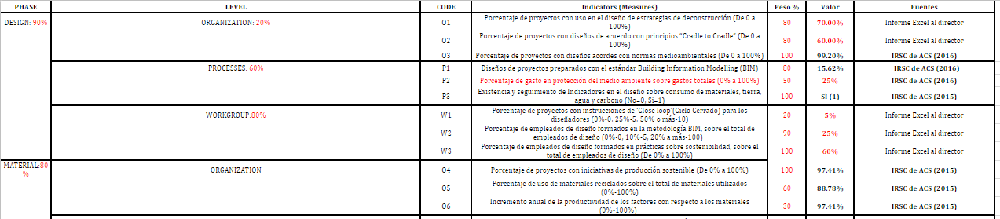 PHASE LEVEL CODE Indicators (Measures) Peso % Valor Fuentes
DESIGN: 90% ORGANIZATION: 20% O1 Porcentaje de proyectos con uso en el diseño de estrategias de deconstrucción (De 0 a
100%) 80 70.00% Informe Excel al director
O2 Porcentaje de proyectos con diseños de acuerdo con principios "Cradle to Cradle" (De 0 a
100%) 80 60.00% Informe Excel al director
O3 Porcentaje de proyectos con diseños acordes con normas medioambientales (De 0 a 100%) 100 99.20% IRSC de ACS (2016)
PROCESSES: 60% P1 Diseños de proyectos preparados con el estándar Building Information Modelling (BIM) 80 15.62% IRSC de ACS (2016)
P2 Porcentaje de gasto en protección del medio ambiente sobre gastos totales (0% a 100%) 50 25% IRSC de ACS (2016)
P3 Existencia y seguimiento de Indicadores en el diseño sobre consumo de materiales, tierra,
agua y carbono (No=0; Sí=1) 100 SÍ (1) IRSC de ACS (2015)
WORKGROUP:80% W1 Porcentaje de proyectos con instrucciones de 'Close loop'(Ciclo Cerrado) para los
diseñadores (0%-0; 25%-5; 50% o más-10) 20 5% Informe Excel al director
W2 Porcentaje de empleados de diseño formados en la metodología BIM, sobre el total de
empleados de diseño (0%-0; 10%-5; 20% a más-100) 90 25% Informe Excel al director
W3 Porcentaje de empleados de diseño formados en prácticas sobre sostenibilidad, sobre el
total de empleados de diseño (De 0% a 100%) 100 60% Informe Excel al director
MATERIAL:80
% ORGANIZATION O4 Porcentaje de proyectos con iniciativas de producción sostenible (De 0% a 100%) 100 97.41% IRSC de ACS (2015)
O5 Porcentaje de uso de materiales reciclados sobre el total de materiales utilizados
(0%-100%) 60 88.78% IRSC de ACS (2015)
O6 Incremento anual de la productividad de los factores con respecto a los materiales
(0%-100%) 30 97.41% IRSC de ACS (2015)